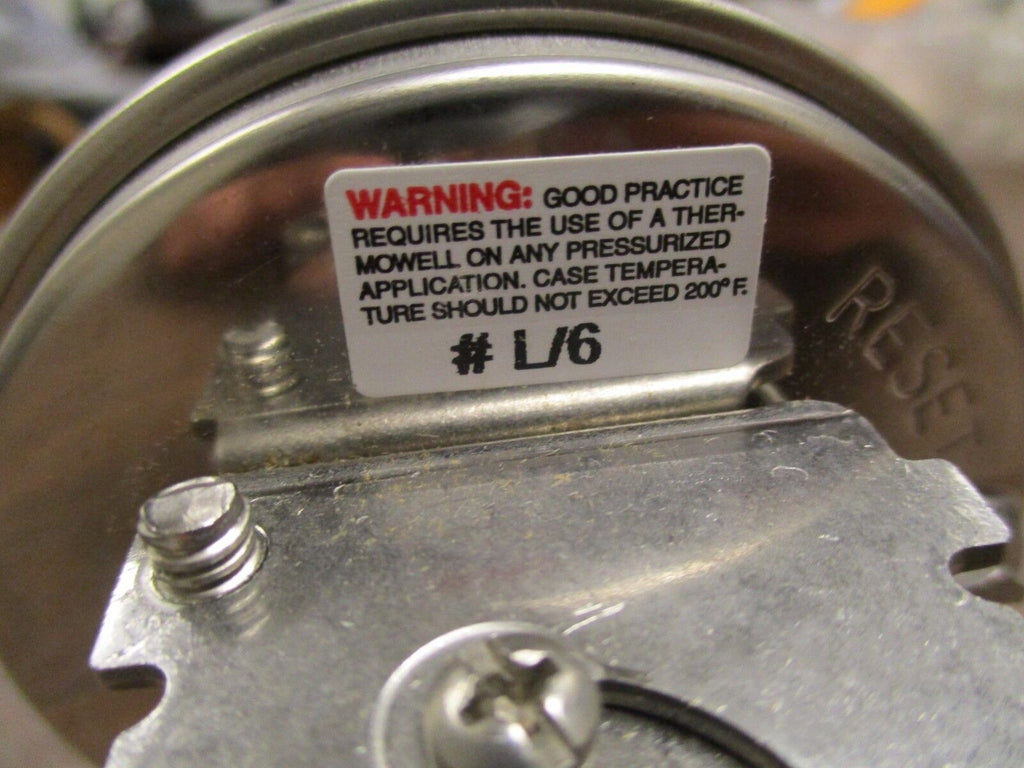 WARNING: GOOD PRACTICE
REQUIRES THE USE OF A THER-
MOWELL ON ANY PRESSURIZED
APPLICATION. CASE TEMPERA-
TURE SHOULD NOT EXCEED 200° F.
# L/6
RESET